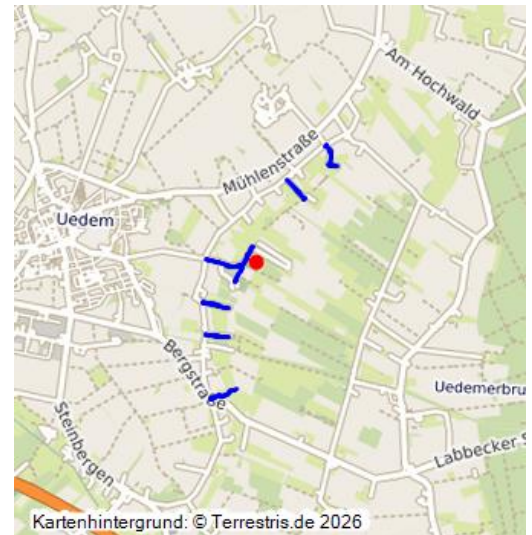 Am Hochwald
Mühlenstraße
Uedem
Bergstraße
Uedemerbru
Steinbergen
Labbecker S
Kartenhintergrund: © Terrestris.de 2026